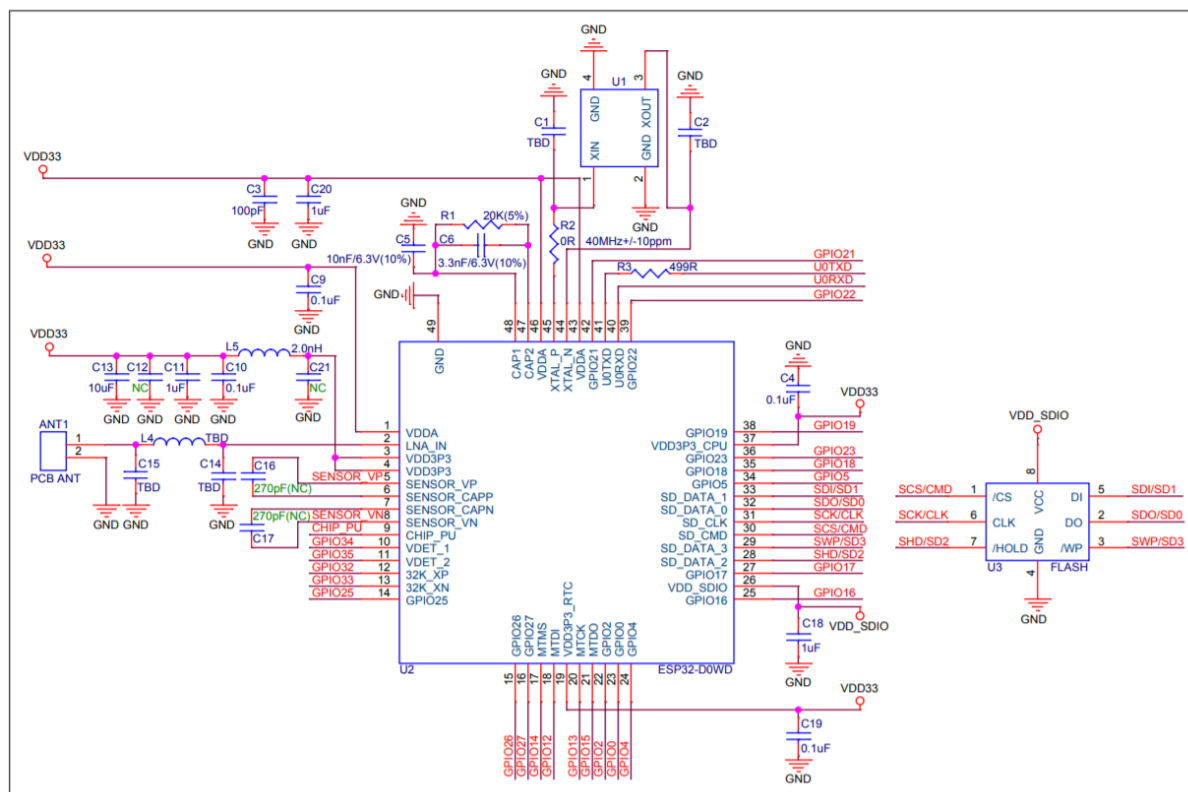 GND
4
U1
3
GND
XOUT
XIN
GND
1
2
GND
GND
C1
TBD
GND
C2
TBD
VDD33
C3
100pF
GND
C20
1uF
GND
GND
R1
20K(5%)
C5
C6
10nF/6.3V(10%)
3.3nF/6.3V(10%)
R2
0R
40MHz+/-10ppm
R3
499R
GPIO21
U0TXD
U0RXD
GPIO22
VDD33
C9
0.1uF
GND
GND
VDD33
C13
10uF
GND
C12
NC
GND
C11
1uF
GND
C10
0.1uF
GND
L5
2.0nH
C21
NC
GND
ANT1
1
2
PCB ANT
GND
L4
TBD
C15
TBD
GND
C14
TBD
GND
C16
270pF(NC)
270pF(NC)
C17
49
48
47
46
45
44
43
42
41
40
39
GND
CAP1
CAP2
VDDA
XTAL_P
XTAL_N
VDDA
GPIO21
U0TXD
U0RXD
GPIO22
1 VDDA
2 LNA_IN
3 VDD3P3
4 VDD3P3
SENSOR_VP 5 SENSOR_VP
6 SENSOR_CAPP
7 SENSOR_CAPN
SENSOR_VN 8 SENSOR_VN
CHIP_PU 9 CHIP_PU
GPIO34 10 VDET_1
GPIO35 11 VDET_2
GPIO32 12 32K_XP
GPIO33 13 32K_XN
GPIO25 14 GPIO25
GPIO19 38 GPIO19
VDD3P3_CPU 37
GPIO23 36 GPIO23
GPIO18 35 GPIO18
GPIO5 34 GPIO5
SD_DATA_1 33 SDI/SD1
SD_DATA_0 32 SDO/SD0
SD_CLK 31 SCK/CLK
SD_CMD 30 SCS/CMD
SD_DATA_3 29 SWP/SD3
SD_DATA_2 28 SHD/SD2
GPIO17 27 GPIO17
VDD_SDIO 26
GPIO16 25 GPIO16
GPIO26
GPIO27
MTMS
MTDI
VDD3P3_RTC
MTCK
MTDO
GPIO2
GPIO0
GPIO4
U2
ESP32-D0WD
15
16
17
18
19
20
21
22
23
24
GPIO26
GPIO27
GPIO14
GPIO12
GPIO13
GPIO15
GPIO2
GPIO0
GPIO4
GND
C4
0.1uF
VDD33
VDD_SDIO
C18
1uF
GND
VDD33
C19
0.1uF
GND
VDD_SDIO
8
VCC
SCS/CMD 1 /CS
SCK/CLK 6 CLK
SHD/SD2 7 /HOLD
DI 5 SDI/SD1
DO 2 SDO/SD0
/WP 3 SWP/SD3
GND
U3
4
FLASH
GND